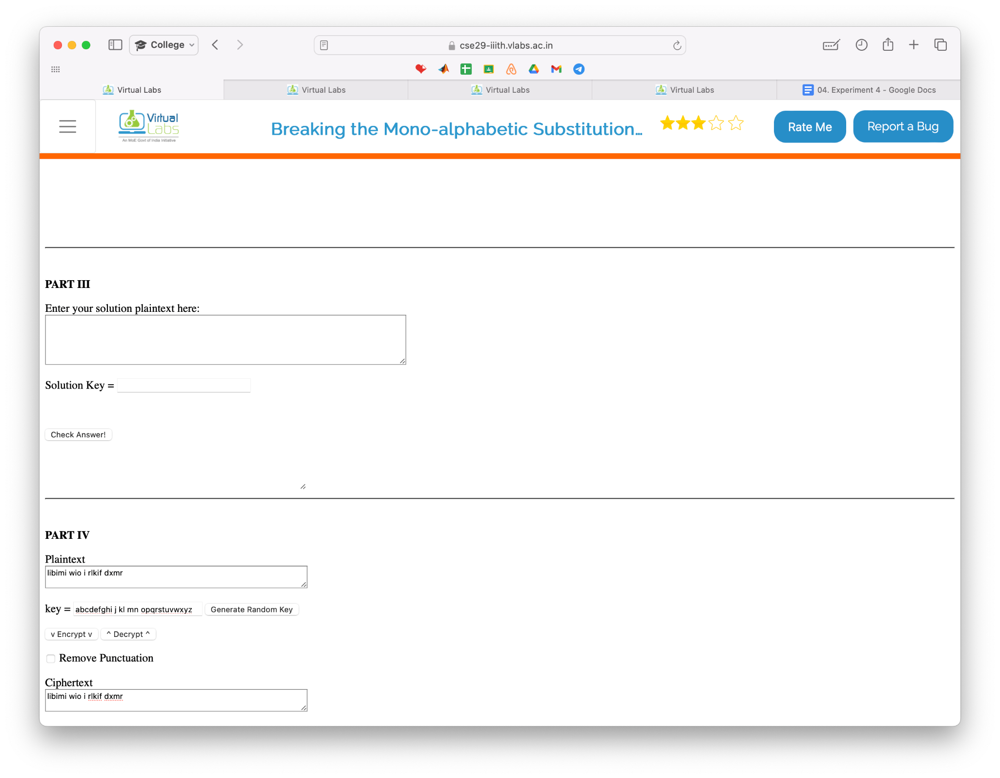 College
cse29-iiith.vlabs.ac.in
Virtual Labs
Virtual Labs
Virtual Labs
Virtual Labs
04. Experiment 4 - Google Docs
Virtual
Labs
An MoE Govt of India Initiative
Breaking the Mono-alphabetic Substitution...
Rate Me
Report a Bug
PART III
Enter your solution plaintext here:
Solution Key =
Check Answer!
PART IV
Plaintext
libimi wio i rlkif dxmr
key = abcdefghi j kl mn opqrstuvwxyz Generate Random Key
v Encrypt v ^ Decrypt ^
Remove Punctuation
Ciphertext
libimi wio i rlkif dxmr